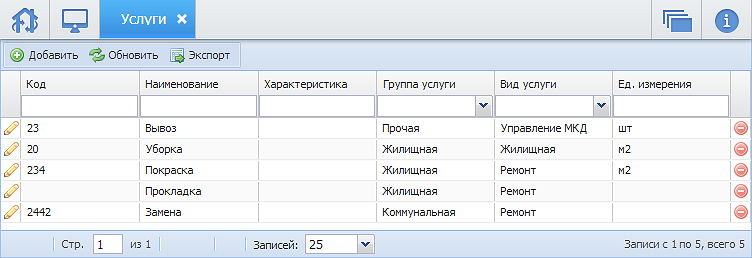 Услуги
Добавить Обновить Экспорт
Код Наименование Характеристика Группа услуги Вид услуги Ед. измерения
23 Вывоз Прочая Управление МКД шт
20 Уборка Жилищная Жилищная м2
234 Покраска Жилищная Ремонт м2
Прокладка Жилищная Ремонт
2442 Замена Коммунальная Ремонт
Стр. 1 из 1 Записей: 25 Записи с 1 по 5, всего 5